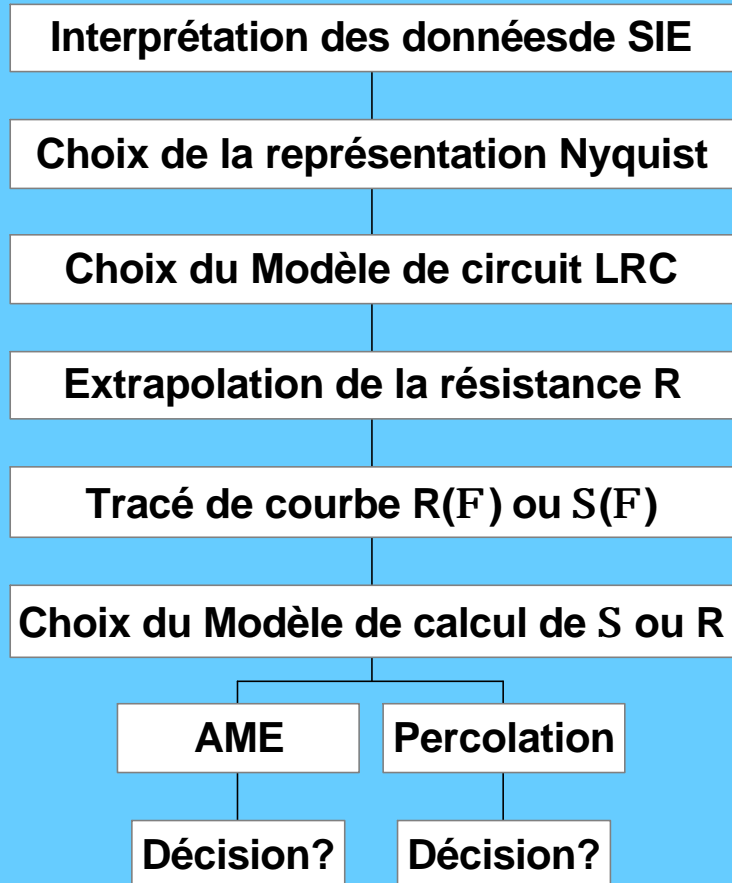 Interprétation des donnéesde SIE
Choix de la représentation Nyquist
Choix du Modèle de circuit LRC
Extrapolation de la résistance R
Tracé de courbe R(F) ou S(F)
Choix du Modèle de calcul de S ou R
AME
Percolation
Décision?
Décision?